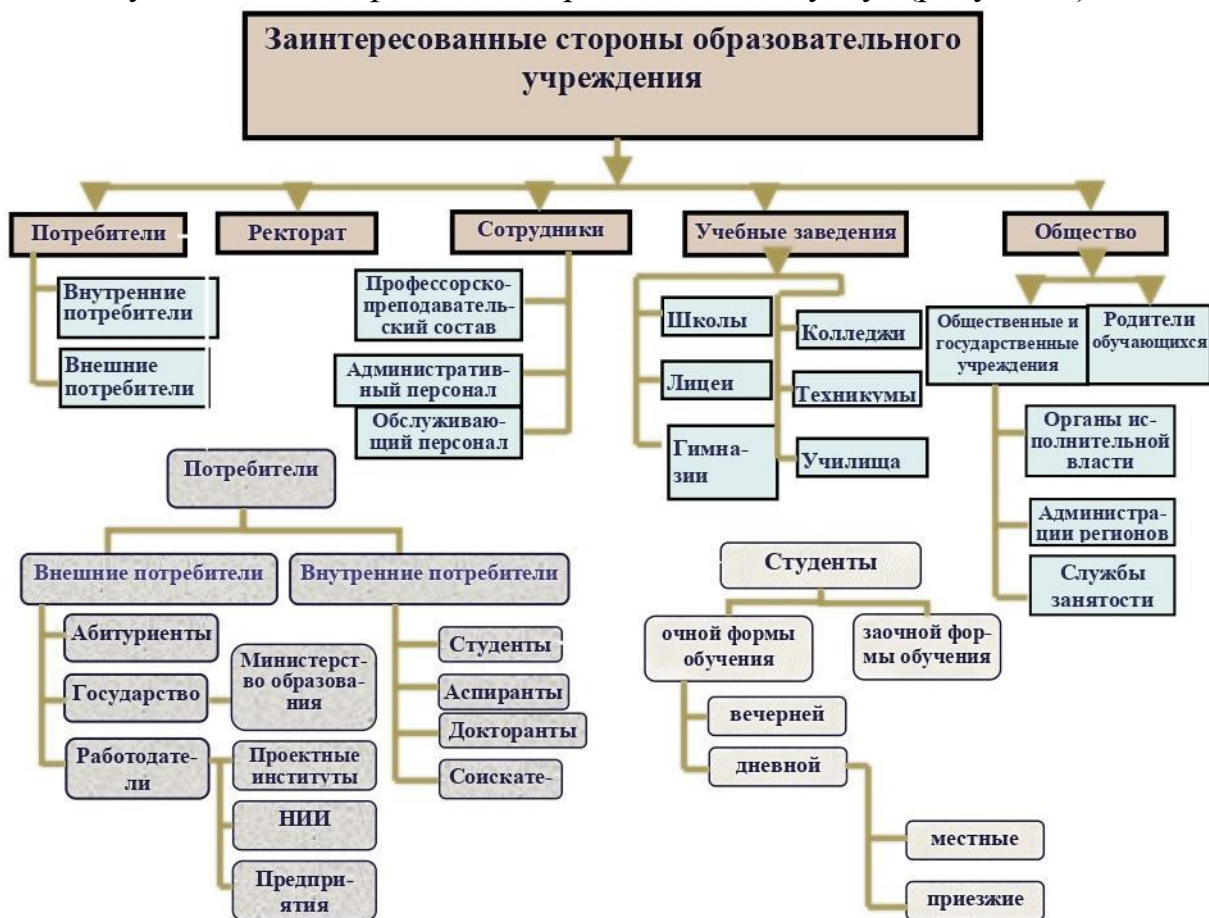 Заинтересованные стороны образовательного
учреждения
Потребители
Ректорат
Сотрудники
Учебные заведения
Общество
Внутренние
потребители
Внешние
потребители
Профессорско-
преподаватель-
ский состав
Административ-
ный персонал
Обслуживаю-
щий персонал
Школы
Лицеи
Гимна-
зии
Колледжи
Техникумы
Училища
Общественные и
государственные
учреждения
Родители
обучающихся
Органы ис-
полнительной
власти
Администра-
ции регионов
Службы
занятости
Потребители
Внешние потребители
Внутренние потребители
Абитуриенты
Государство
Министерст-
во образова-
ния
Работодате-
ли
Проектные
институты
НИИ
Предпри-
ятия
Студенты
Аспиранты
Докторанты
Соискате-
Студенты
очной формы
обучения
заочной фор-
мы обучения
вечерней
дневной
местные
приезжие